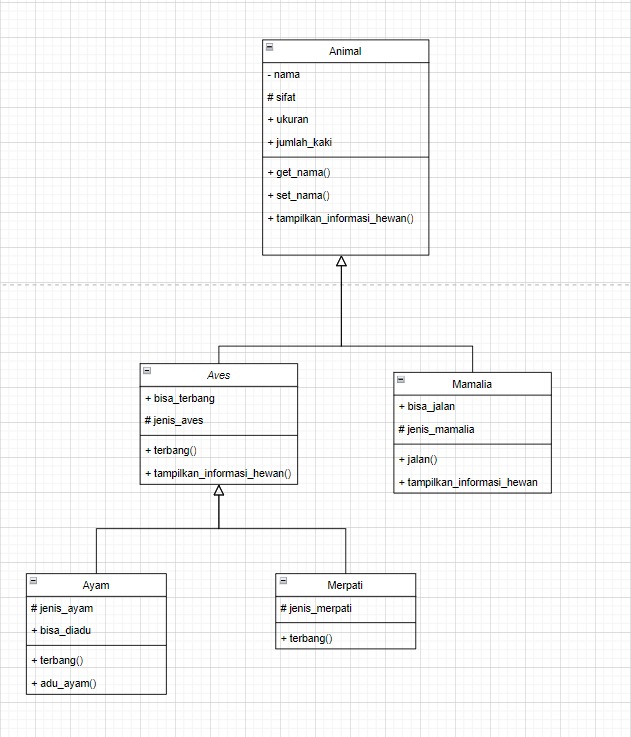 Animal
- nama
# sifat
+ ukuran
+ jumlah_kaki
+ get_nama()
+ set_nama()
+ tampilkan_informasi_hewan()
Aves
+ bisa_terbang
# jenis_aves
+ terbang()
+ tampilkan_informasi_hewan()
Mamalia
+ bisa_jalan
# jenis_mamalia
+ jalan()
+ tampilkan_informasi_hewan
Ayam
# jenis_ayam
+ bisa_diadu
+ terbang()
+ adu_ayam()
Merpati
# jenis_merpati
+ terbang()